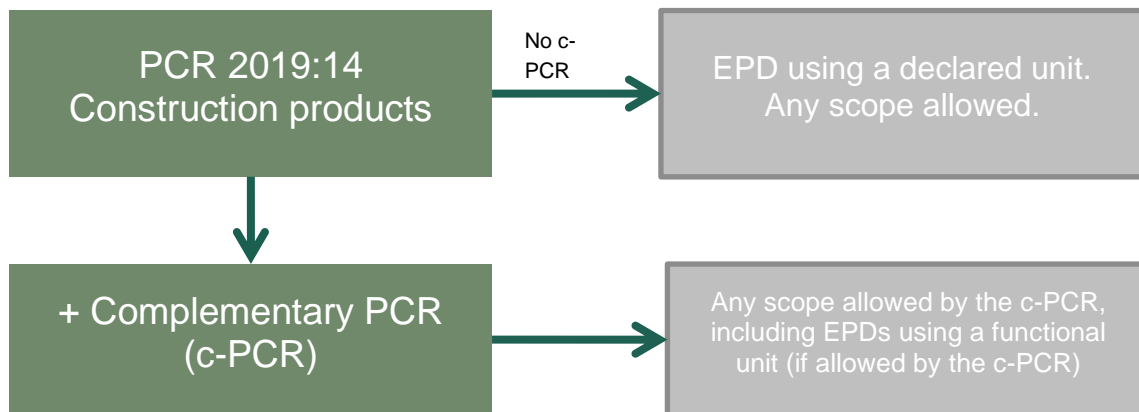 PCR 2019:14
Construction products
No c-
PCR
EPD using a declared unit.
Any scope allowed.
+ Complementary PCR
(c-PCR)
Any scope allowed by the c-PCR,
including EPDs using a functional
unit (if allowed by the c-PCR)